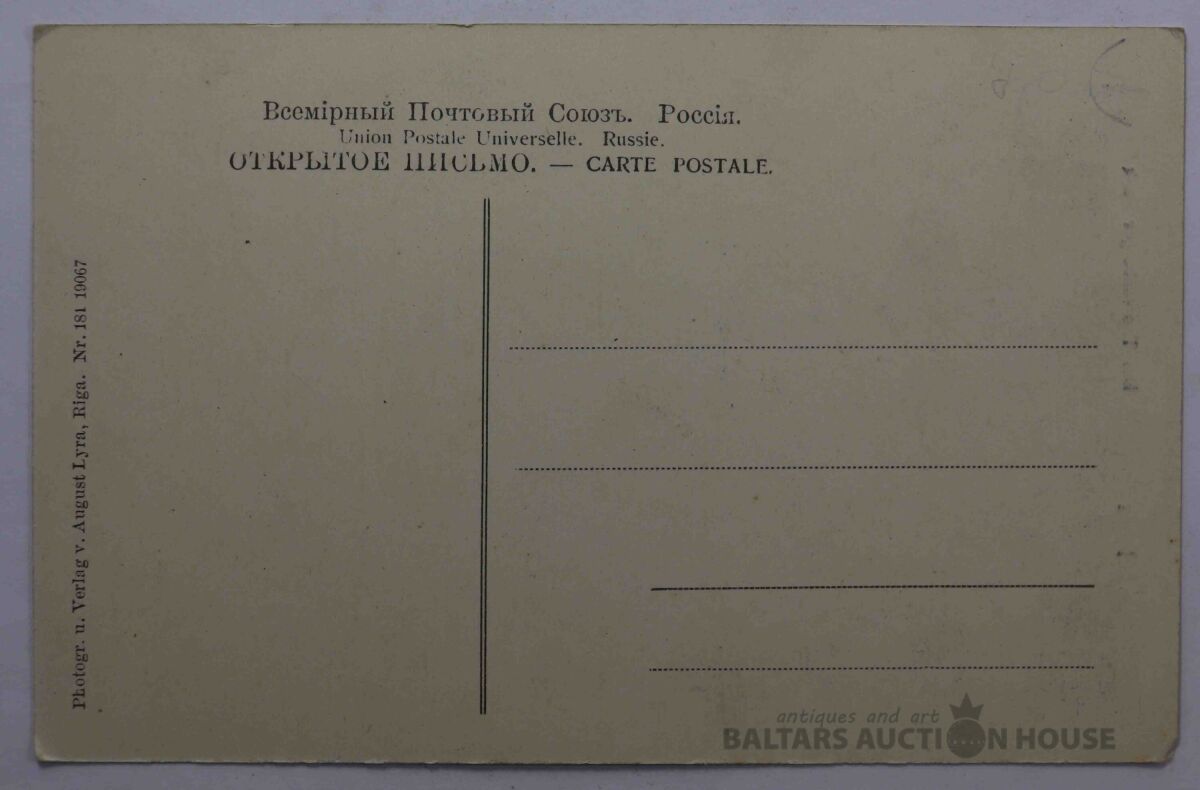 Всемірный Почтовый Союзъ. Россія.
Union Postale Universelle. Russie.
ОТКРЫТОЕ ПИСЬМО. — CARTE POSTALE.
Photogr. u. Verlag v. August Lyra, Riga. Nr. 181 19067
antiques and art
BALTARS AUCTION HOUSE